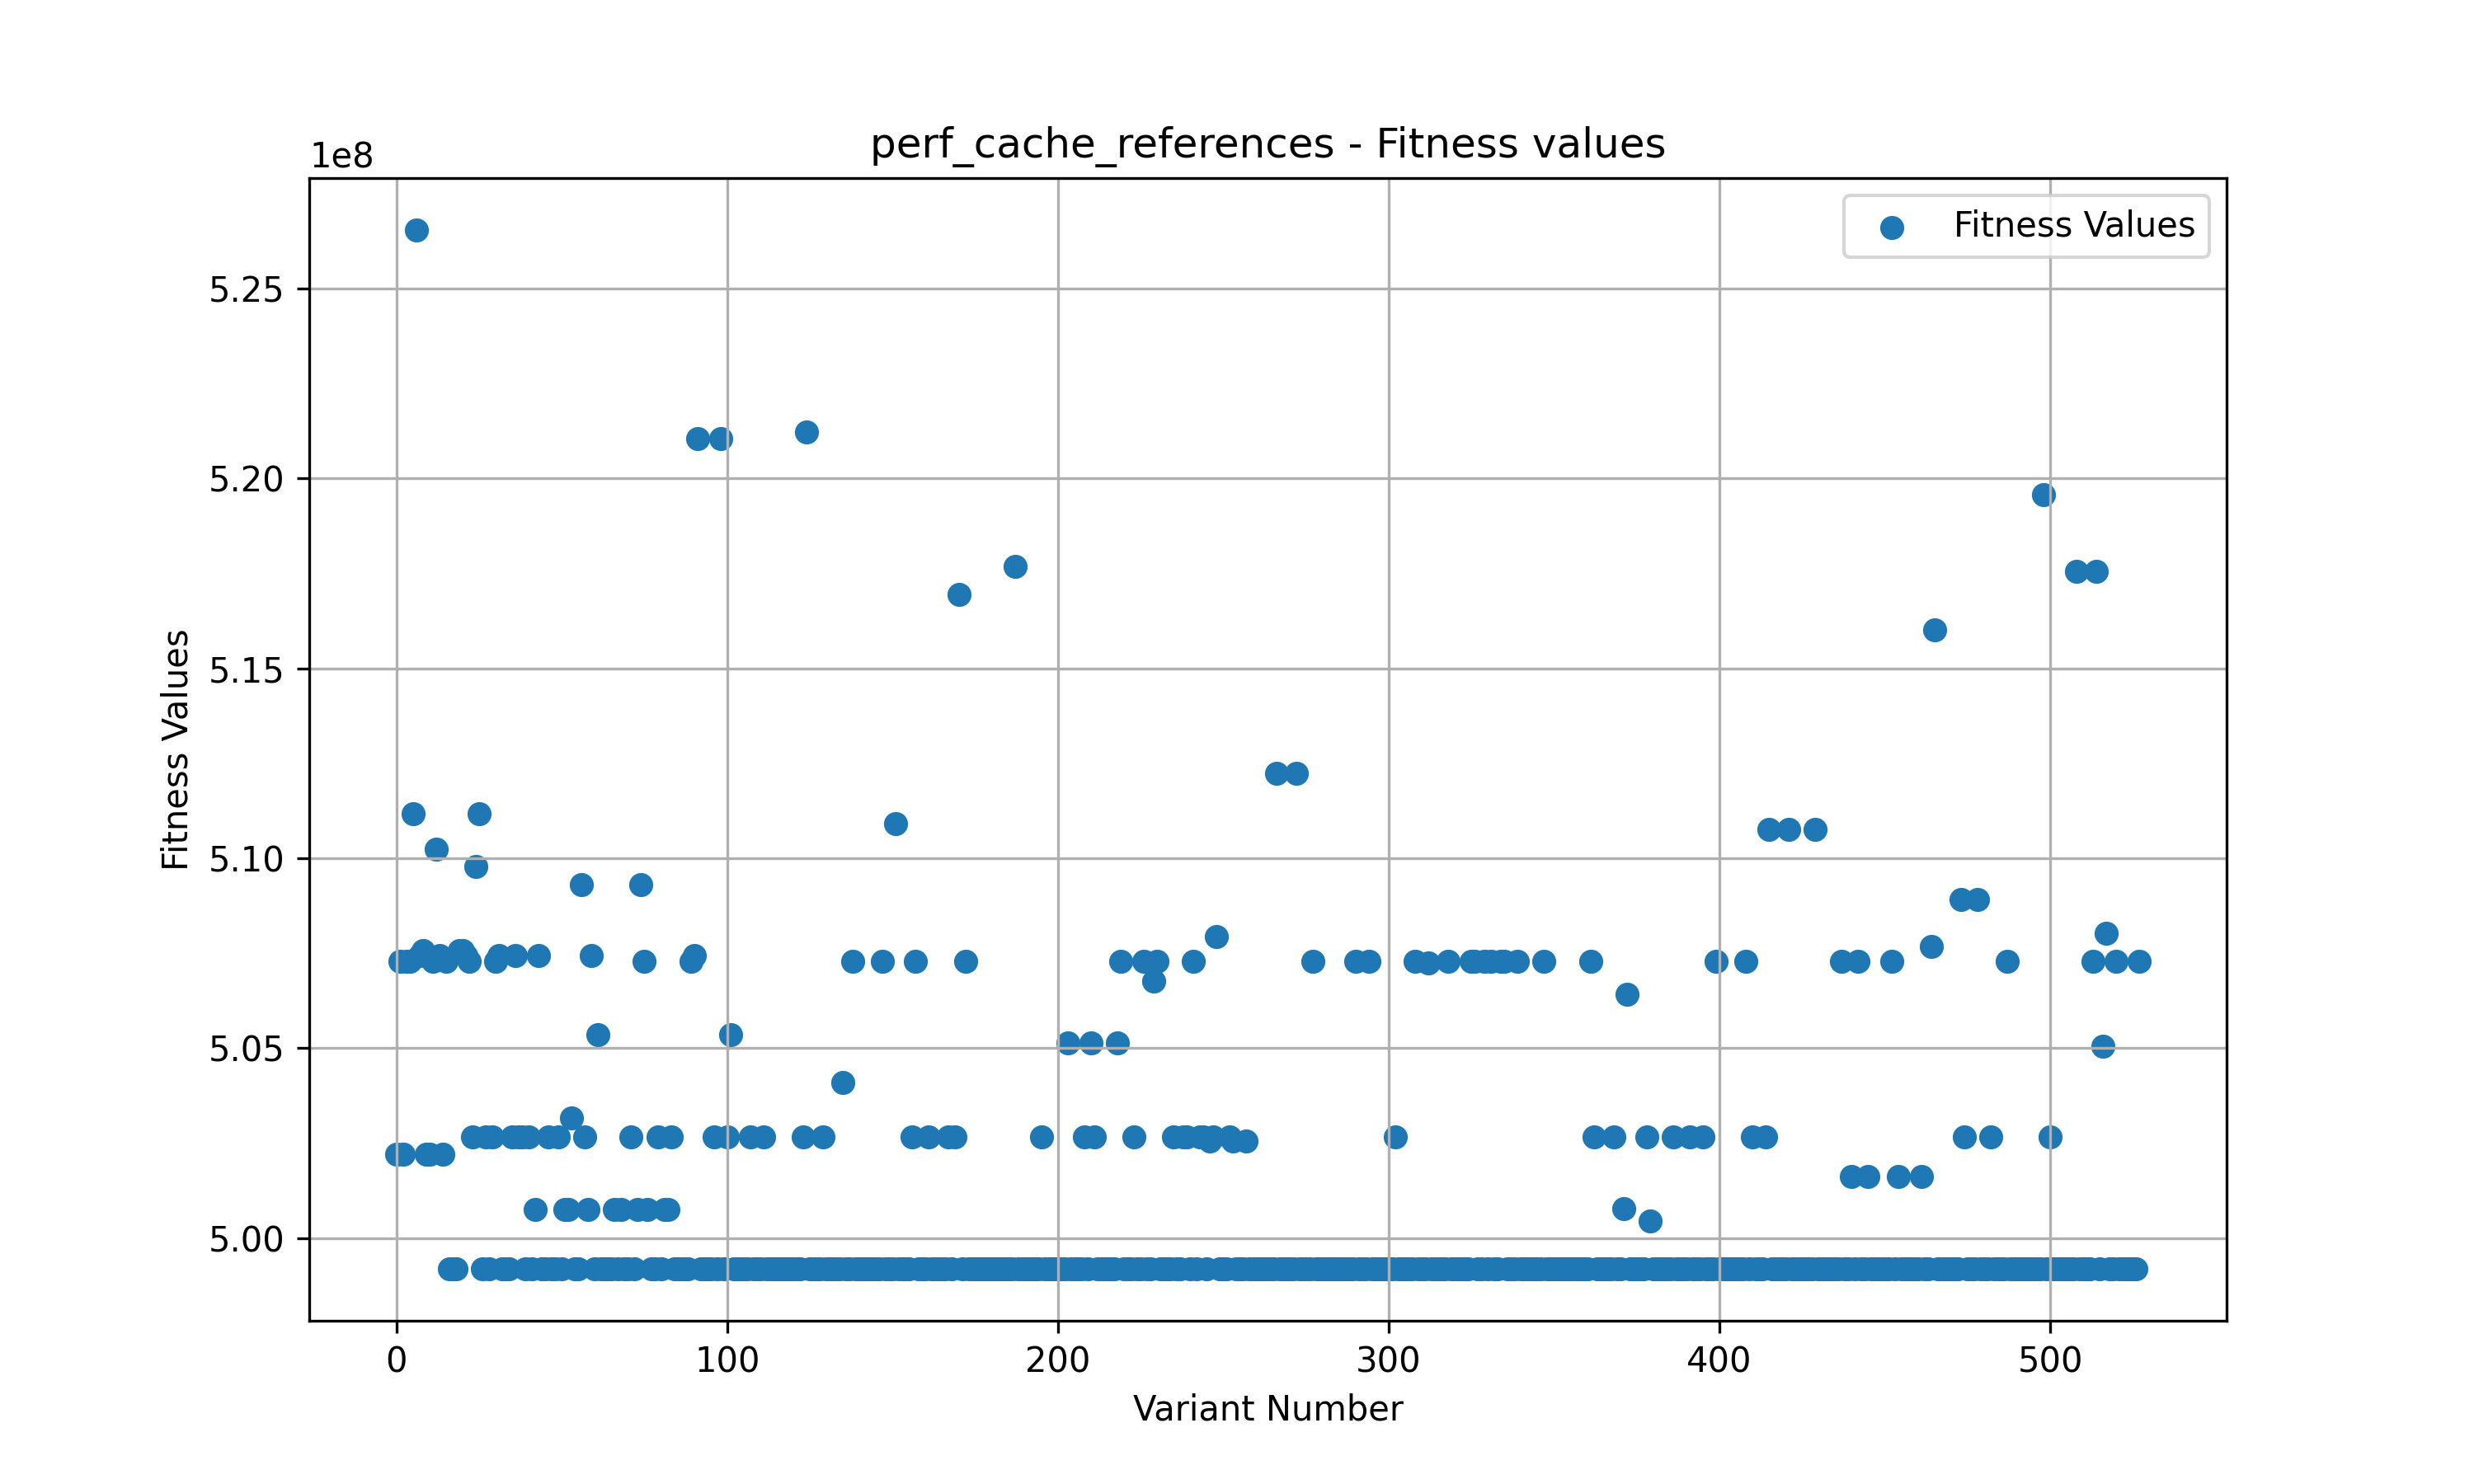 perf_cache_references - Fitness values
1e8
Fitness Values
5.25
5.20
5.15
5.10
5.05
5.00
Fitness Values
0 100 200 300 400 500
Variant Number